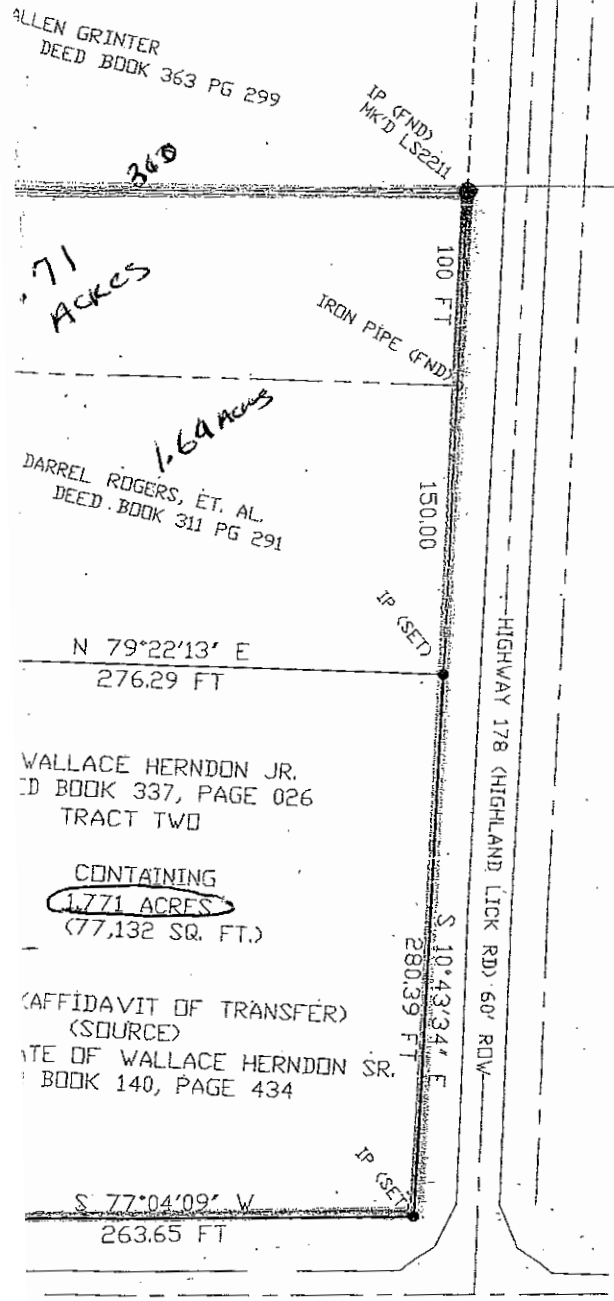 ALLEN GRINTER
DEED BOOK 363 PG 299
IP (FND)
MK'D LS2211
360
.71
ACRES
100 FT
IRON PIPE (FND)
1.69 Acres
DARREL ROGERS, ET. AL.
DEED BOOK 311 PG 291
150.00
IP (SET)
N 79°22'13" E
276.29 FT
HIGHWAY 178 (HIGHLAND LICK RD) 60' ROW
WALLACE HERNDON JR.
ED BOOK 337, PAGE 026
TRACT TWO
CONTAINING
1.771 ACRES
(77,132 SQ. FT.)
S 10°43'34" E
280.39 FT
(AFFIDAVIT OF TRANSFER)
(SOURCE)
ATE OF WALLACE HERNDON SR.
BOOK 140, PAGE 434
IP (SET)
S 77°04'09" W
263.65 FT